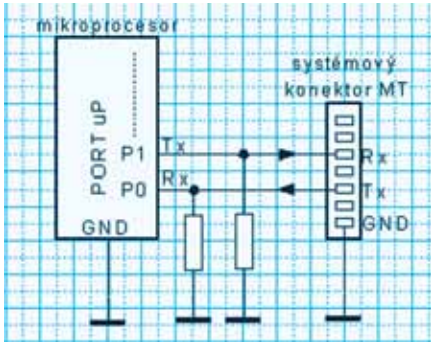 mikroprocesor
systémový
konektor MT
PORT uP
P1
Tx
Rx
P0
Rx
Tx
GND
GND